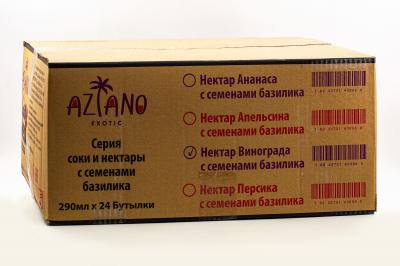 AZIANO
EXOTIC
Серия
соки и нектары
с семенами
базилика
290мл х 24 Бутылки
Нектар Ананаса
с семенами базилика
Нектар Апельсина
с семенами базилика
Нектар Винограда
с семенами базилика
Нектар Персика
с семенами базилика